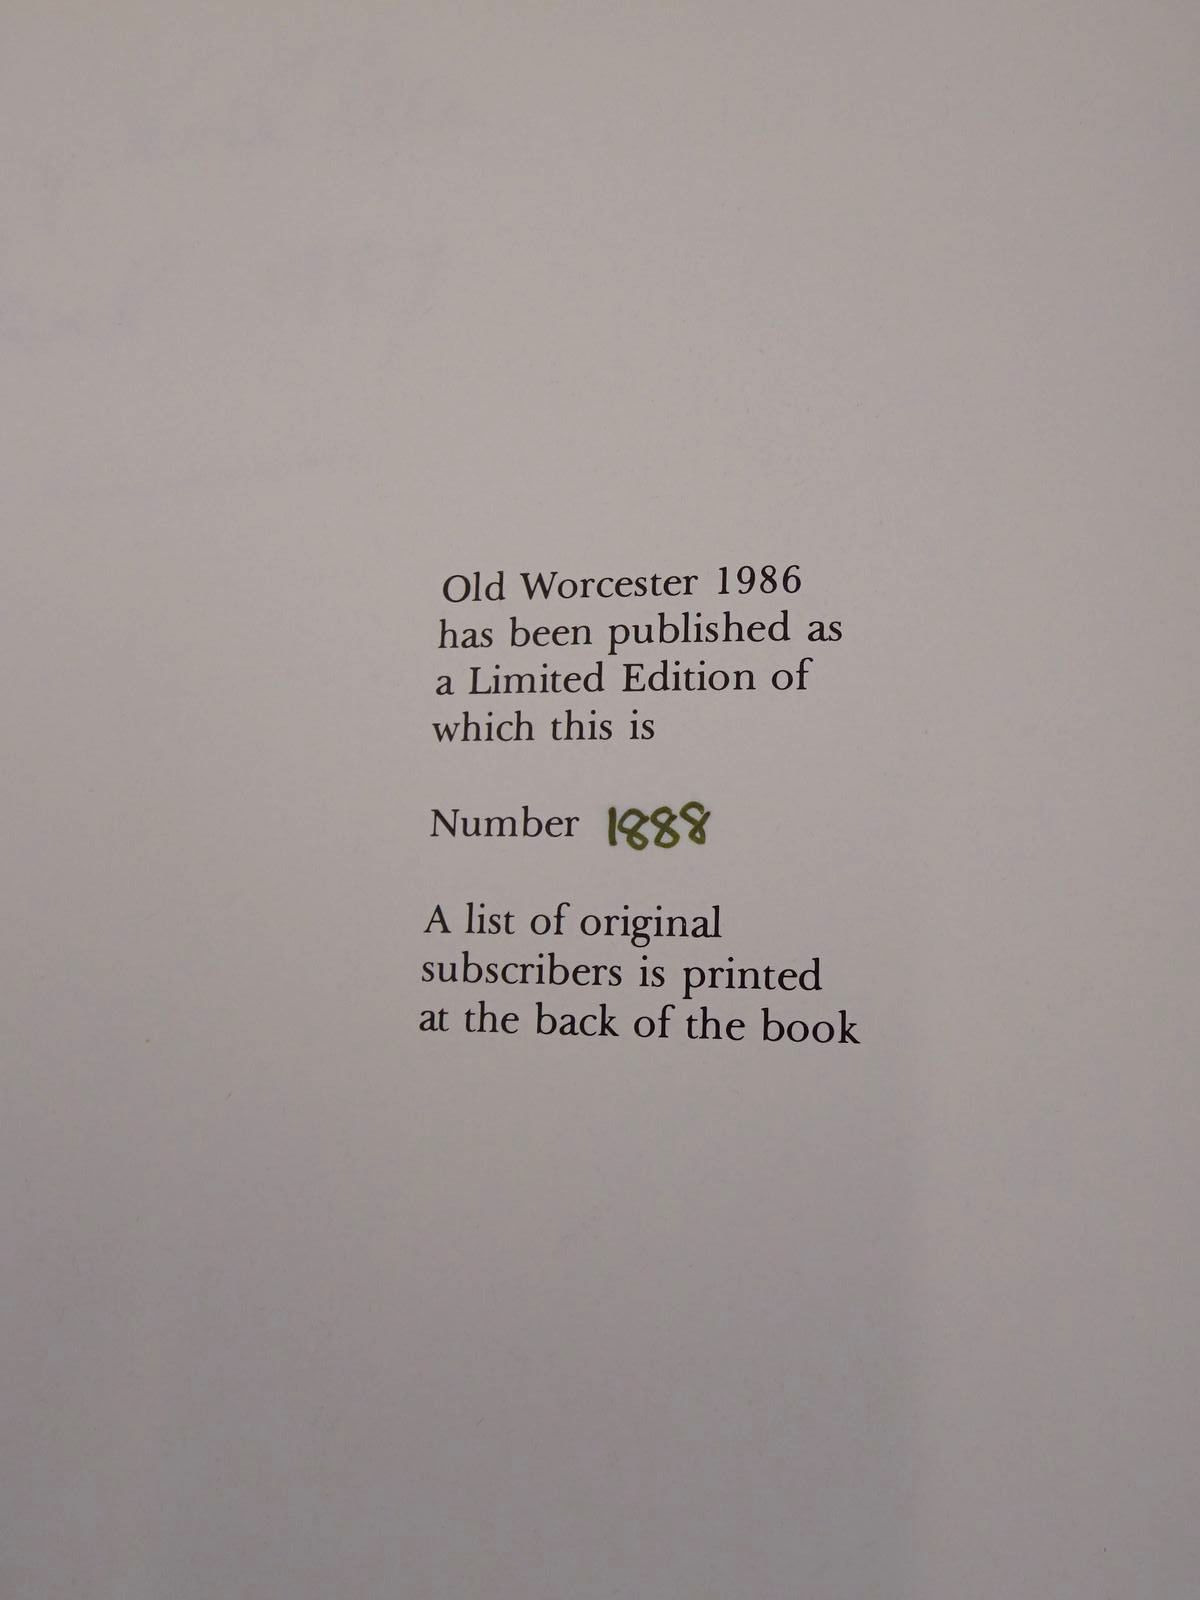 Old Worcester 1986
has been published as
a Limited Edition of
which this is
Number 1888
A list of original
subscribers is printed
at the back of the book